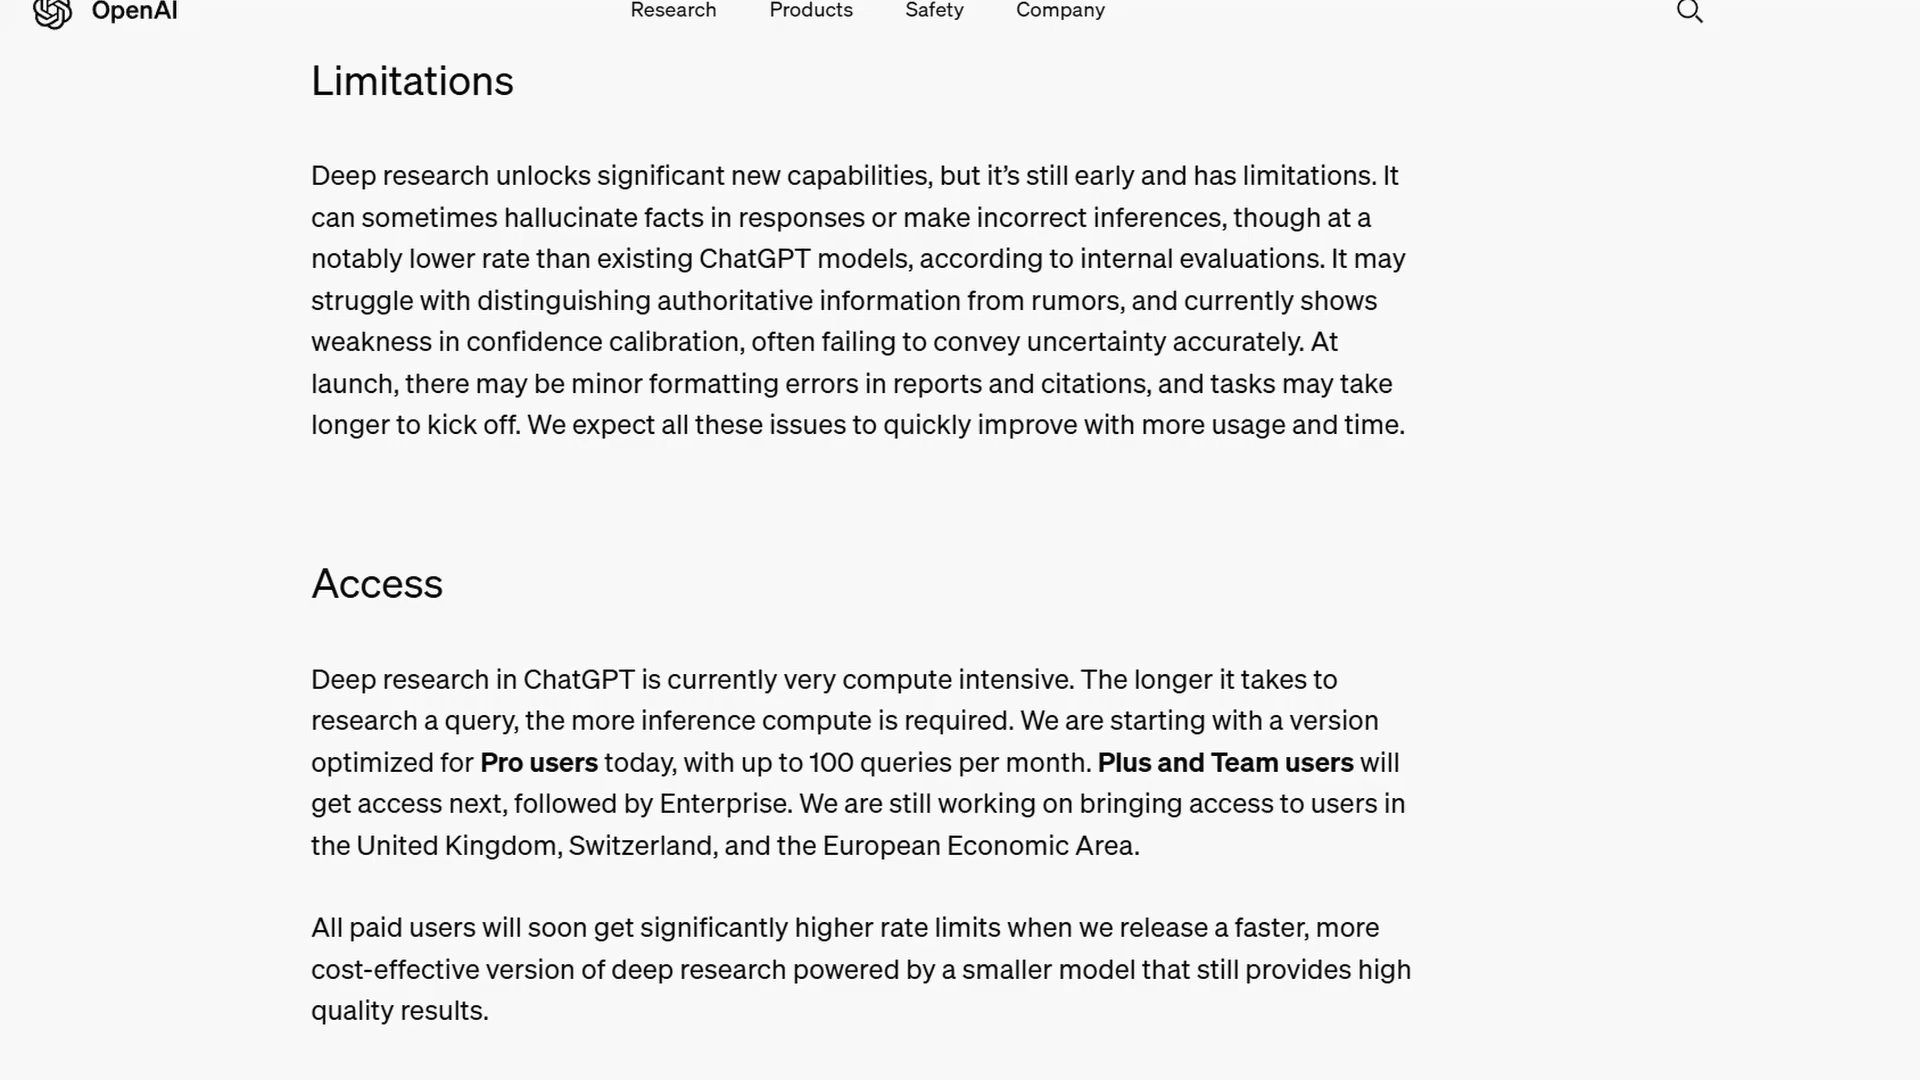 OpenAI
Research Products Safety Company
Limitations
Deep research unlocks significant new capabilities, but it’s still early and has limitations. It
can sometimes hallucinate facts in responses or make incorrect inferences, though at a
notably lower rate than existing ChatGPT models, according to internal evaluations. It may
struggle with distinguishing authoritative information from rumors, and currently shows
weakness in confidence calibration, often failing to convey uncertainty accurately. At
launch, there may be minor formatting errors in reports and citations, and tasks may take
longer to kick off. We expect all these issues to quickly improve with more usage and time.
Access
Deep research in ChatGPT is currently very compute intensive. The longer it takes to
research a query, the more inference compute is required. We are starting with a version
optimized for Pro users today, with up to 100 queries per month. Plus and Team users will
get access next, followed by Enterprise. We are still working on bringing access to users in
the United Kingdom, Switzerland, and the European Economic Area.
All paid users will soon get significantly higher rate limits when we release a faster, more
cost-effective version of deep research powered by a smaller model that still provides high
quality results.